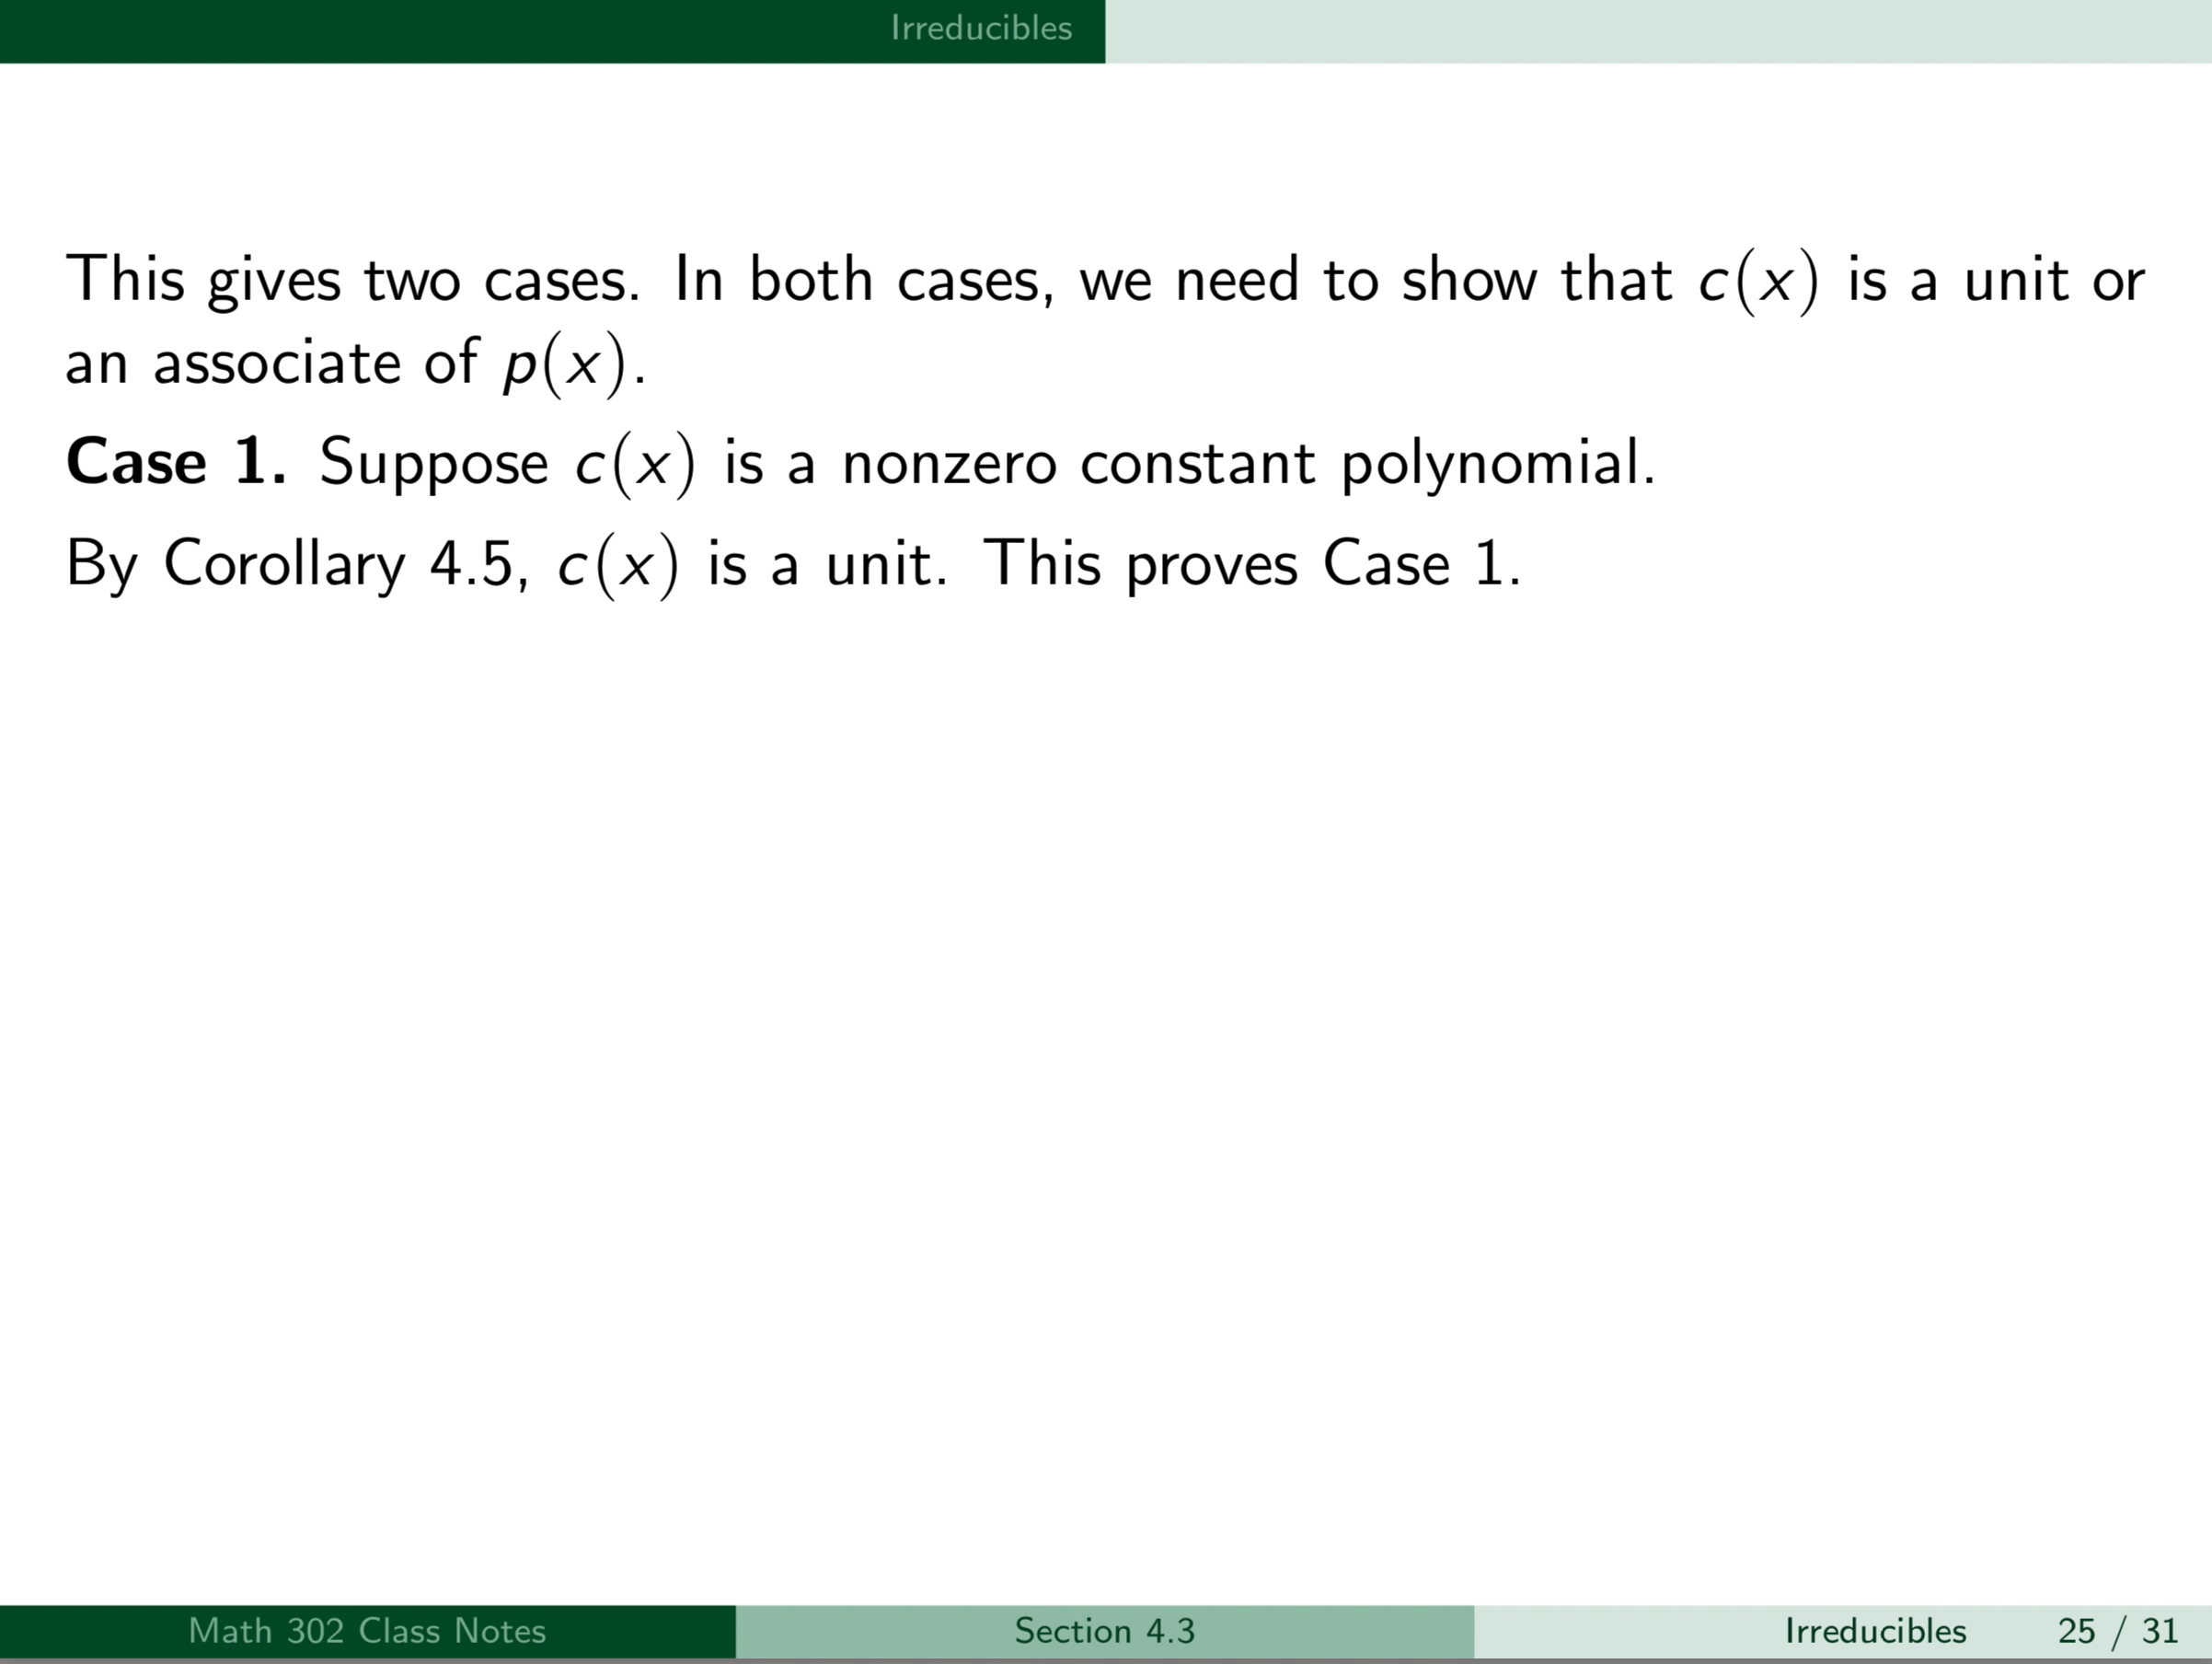 Irreducibles
This gives two cases. In both cases, we need to show that c(x) is a unit or
an associate of p(x).
Case 1. Suppose c(x) is a nonzero constant polynomial.
By Corollary 4.5, c(x) is a unit. This proves Case 1.
Math 302 Class Notes Section 4.3 Irreducibles 25 / 31